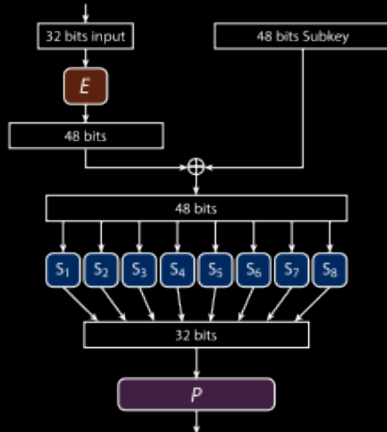 32 bits input
48 bits Subkey
E
48 bits
48 bits
S1 S2 S3 S4 S5 S6 S7 S8
32 bits
P